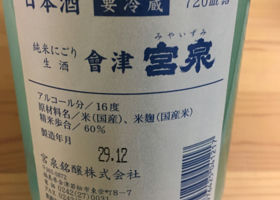 日本酒 要冷蔵 720ml詰
純米にごり
生酒
會津 宮泉
みやいずみ
アルコール分/16度
原材料名/米(国産)、米麹(国産米)
精米歩合/60%
製造年月
29.12
宮泉銘醸株式会社